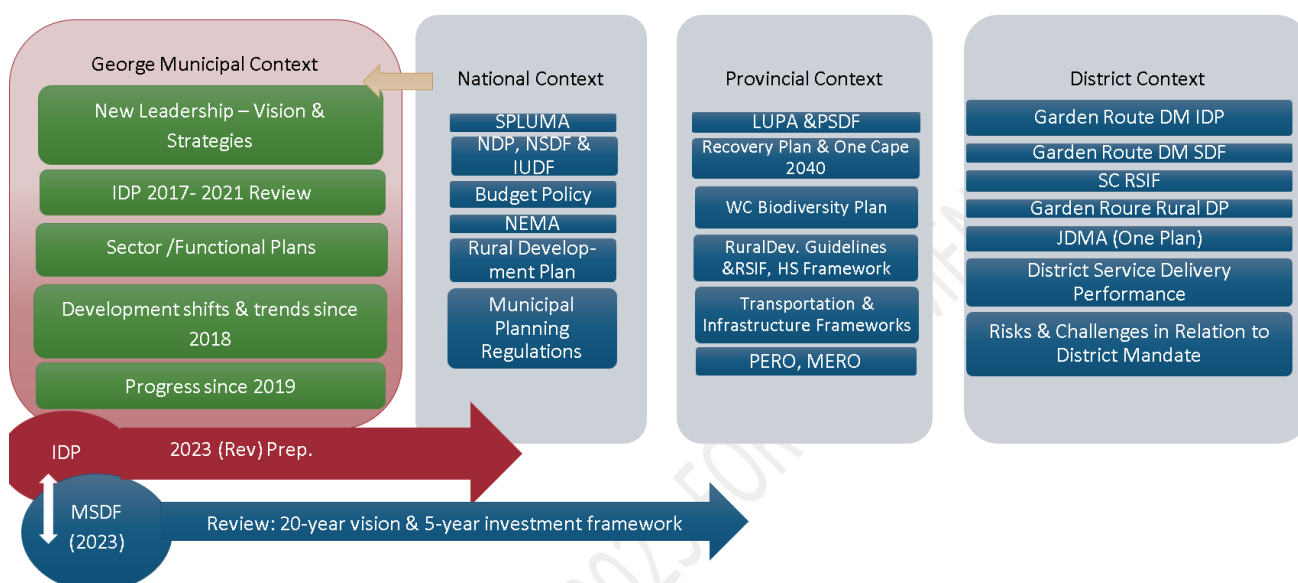 George Municipal Context
New Leadership – Vision &
Strategies
IDP 2017- 2021 Review
Sector /Functional Plans
Development shifts & trends since
2018
Progress since 2019
National Context
SPLUMA
NDP, NSDF &
IUDF
Budget Policy
NEMA
Rural Develop-
ment Plan
Municipal
Planning
Regulations
Provincial Context
LUPA &PSDF
Recovery Plan & One Cape
2040
WC Biodiversity Plan
RuralDev. Guidelines
&RSIF, HS Framework
Transportation &
Infrastructure Frameworks
PERO, MERO
District Context
Garden Route DM IDP
Garden Route DM SDF
SC RSIF
Garden Roure Rural DP
JDMA (One Plan)
District Service Delivery
Performance
Risks & Challenges in Relation to
District Mandate
IDP
2023 (Rev) Prep.
MSDF
(2023)
Review: 20-year vision & 5-year investment framework